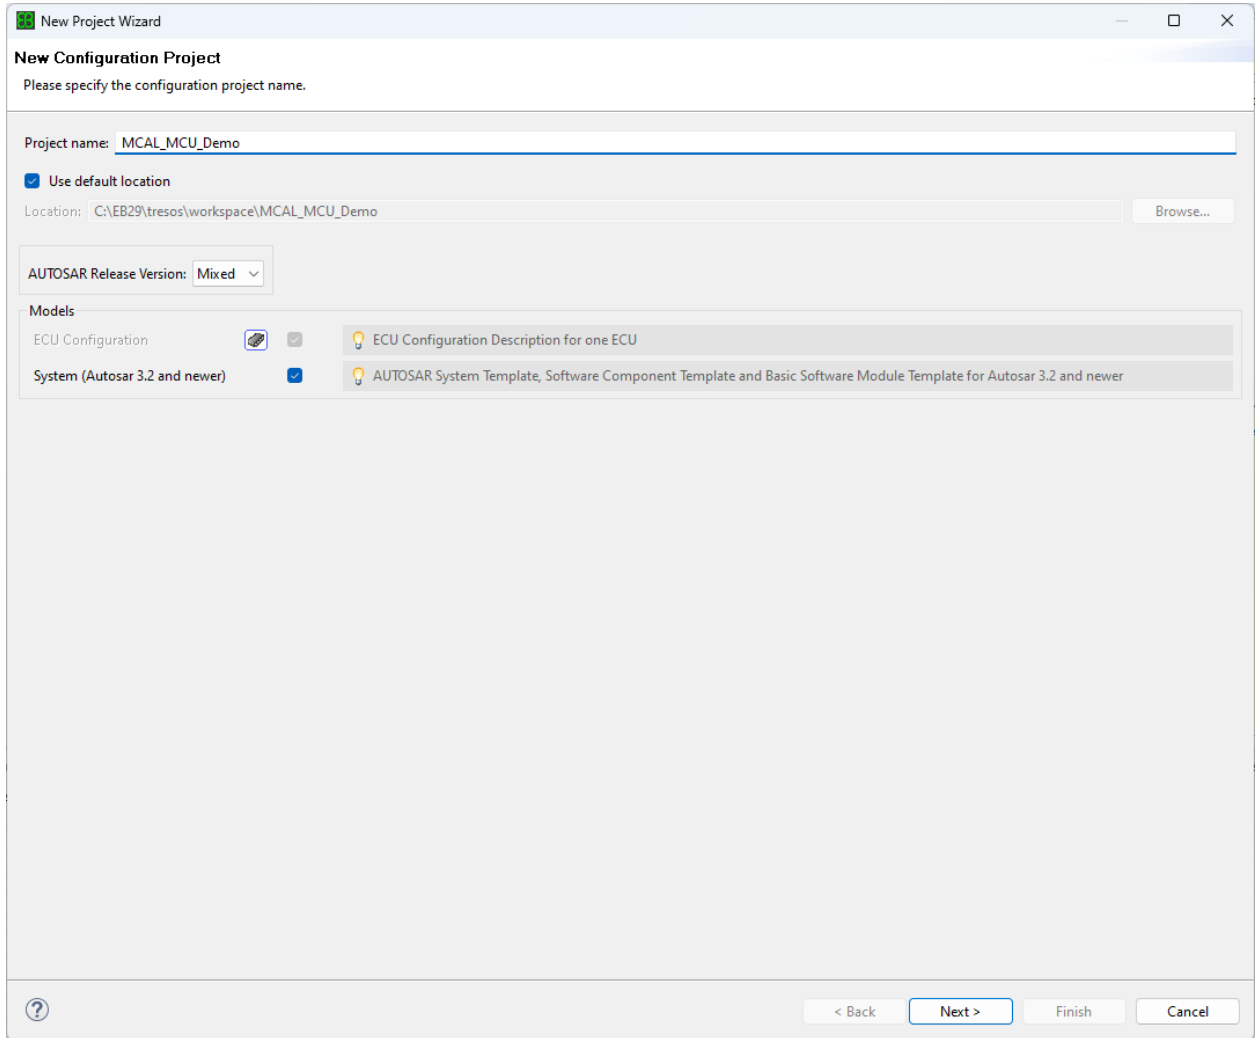 New Project Wizard
New Configuration Project
Please specify the configuration project name.
Project name: MCAL_MCU_Demo
Use default location
Location: C:\EB29\tresos\workspace\MCAL_MCU_Demo Browse...
AUTOSAR Release Version: Mixed
Models
ECU Configuration ECU Configuration Description for one ECU
System (Autosar 3.2 and newer) AUTOSAR System Template, Software Component Template and Basic Software Module Template for Autosar 3.2 and newer
? < Back Next > Finish Cancel